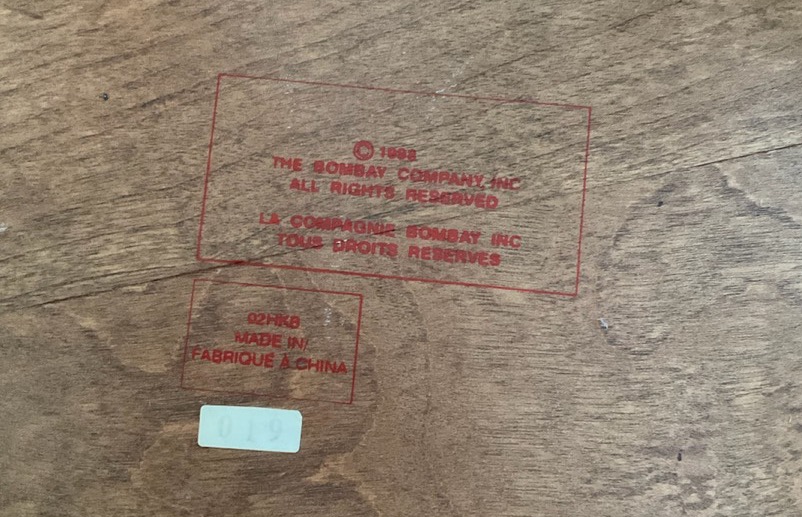 ©
THE BOMBAY COMPANY, INC
ALL RIGHTS RESERVED
LA COMPAGNIE BOMBAY INC
TOUS DROITS RESERVES
02HKB
MADE IN/
FABRIQUÉ À CHINA
019